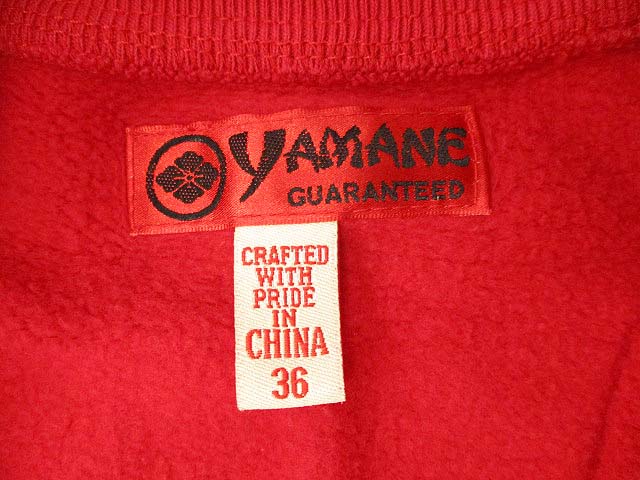 YAMANE
GUARANTEED
CRAFTED
WITH
PRIDE
IN
CHINA
36